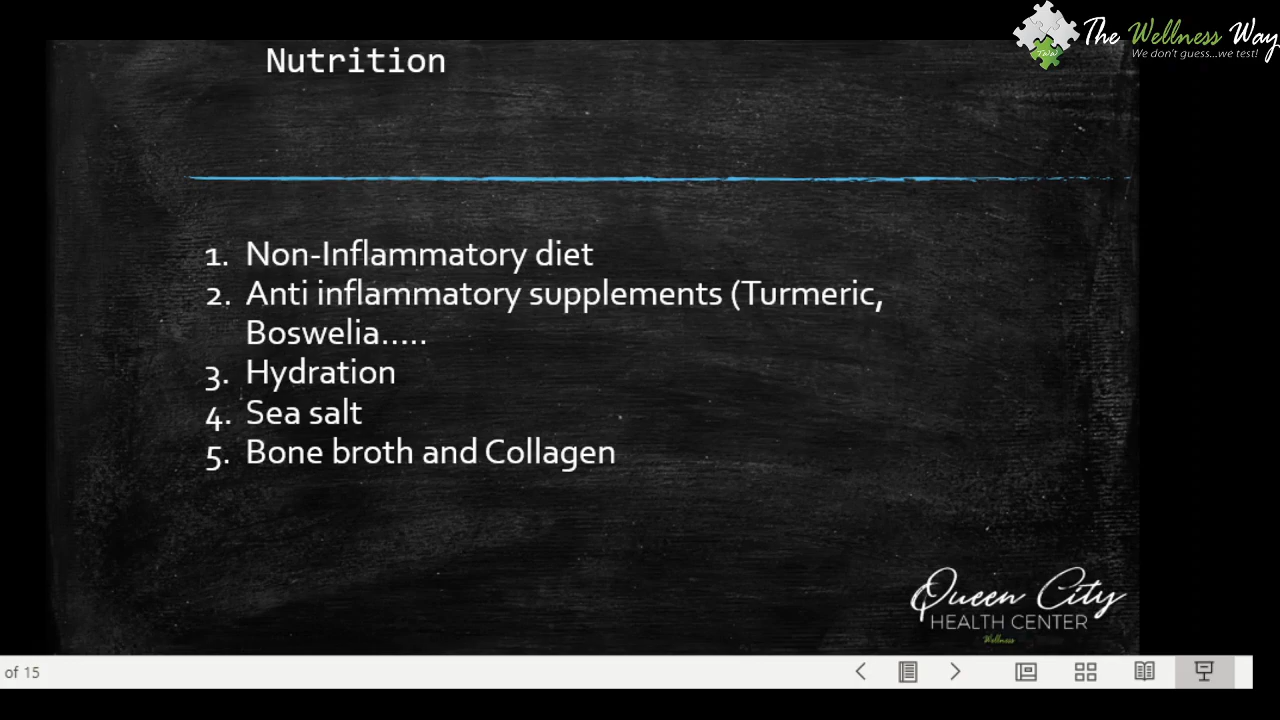 The Wellness Way
We don't guess...we test!
Nutrition
1. Non-Inflammatory diet
2. Anti inflammatory supplements (Turmeric,
Boswelia.....
3. Hydration
4. Sea salt
5. Bone broth and Collagen
Queen City
HEALTH CENTER
Wellness
of 15